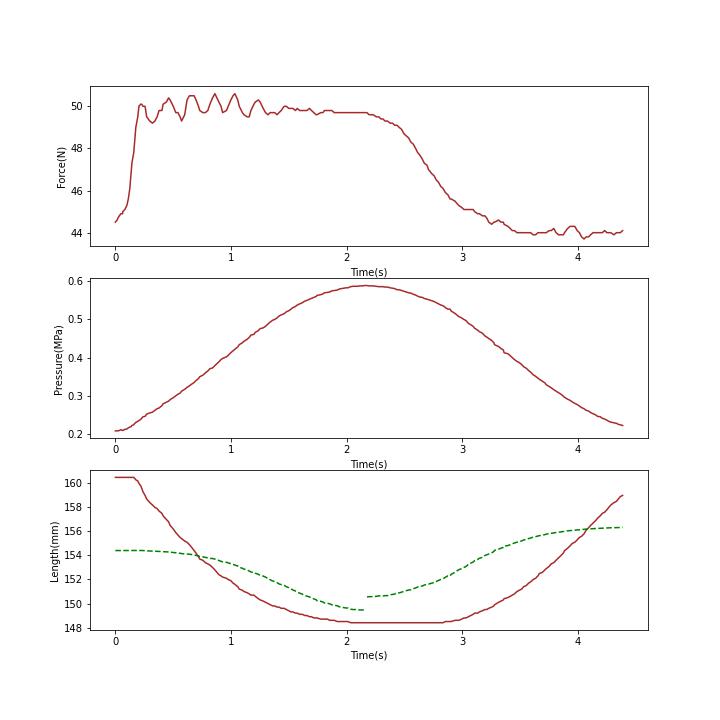 50
48
46
44
Force(N)
0 1 2 3 4
Time(s)
0.6
0.5
0.4
0.3
0.2
Pressure(MPa)
0 1 2 3 4
Time(s)
160
158
156
154
152
150
148
Length(mm)
0 1 2 3 4
Time(s)